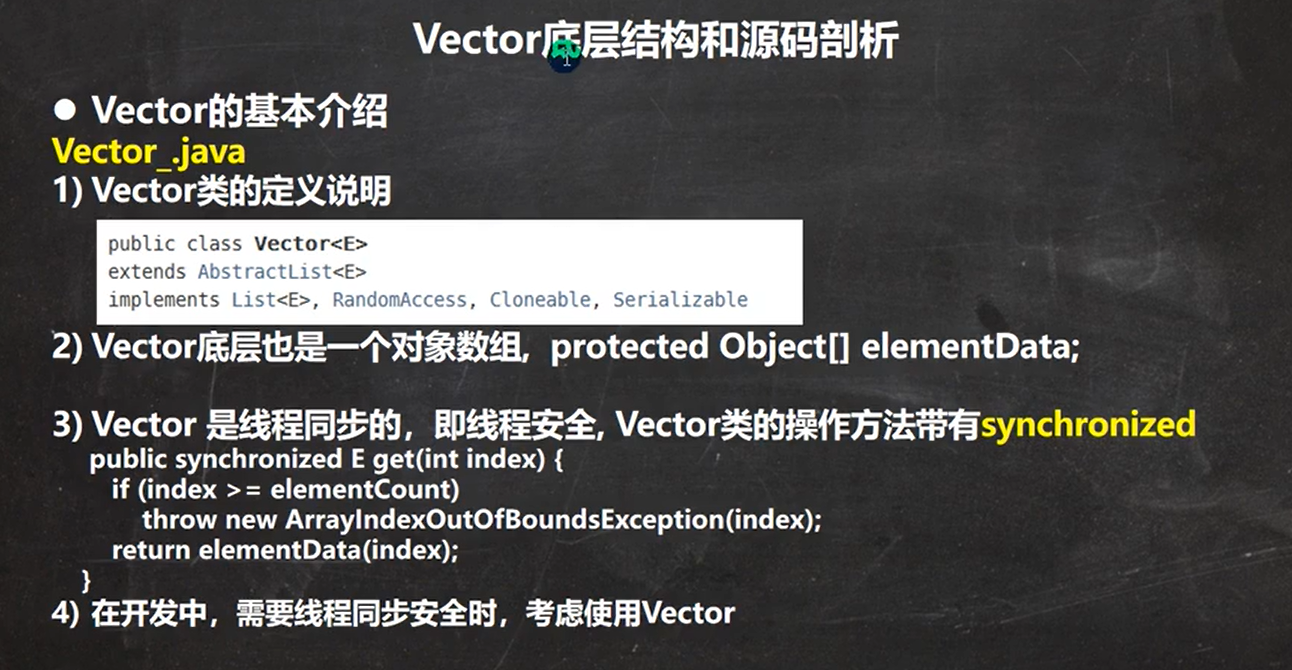 Vector底层结构和源码剖析
● Vector的基本介绍
Vector_.java
1) Vector类的定义说明
public class Vector<E>
extends AbstractList<E>
implements List<E>, RandomAccess, Cloneable, Serializable
2) Vector底层也是一个对象数组, protected Object[] elementData;
3) Vector 是线程同步的，即线程安全, Vector类的操作方法带有synchronized
public synchronized E get(int index) {
if (index >= elementCount)
throw new ArrayIndexOutOfBoundsException(index);
return elementData(index);
}
4) 在开发中，需要线程同步安全时，考虑使用Vector